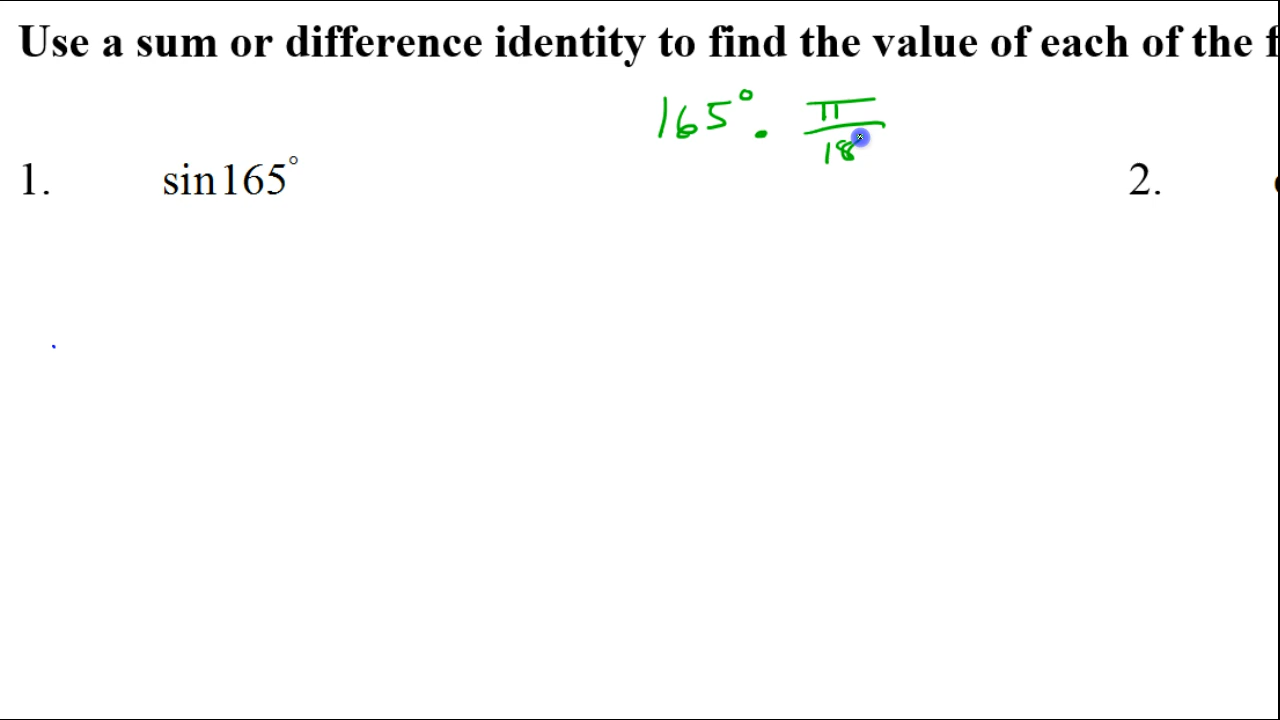 Use a sum or difference identity to find the value of each of the f
165° · π/18
1. sin165° 2.